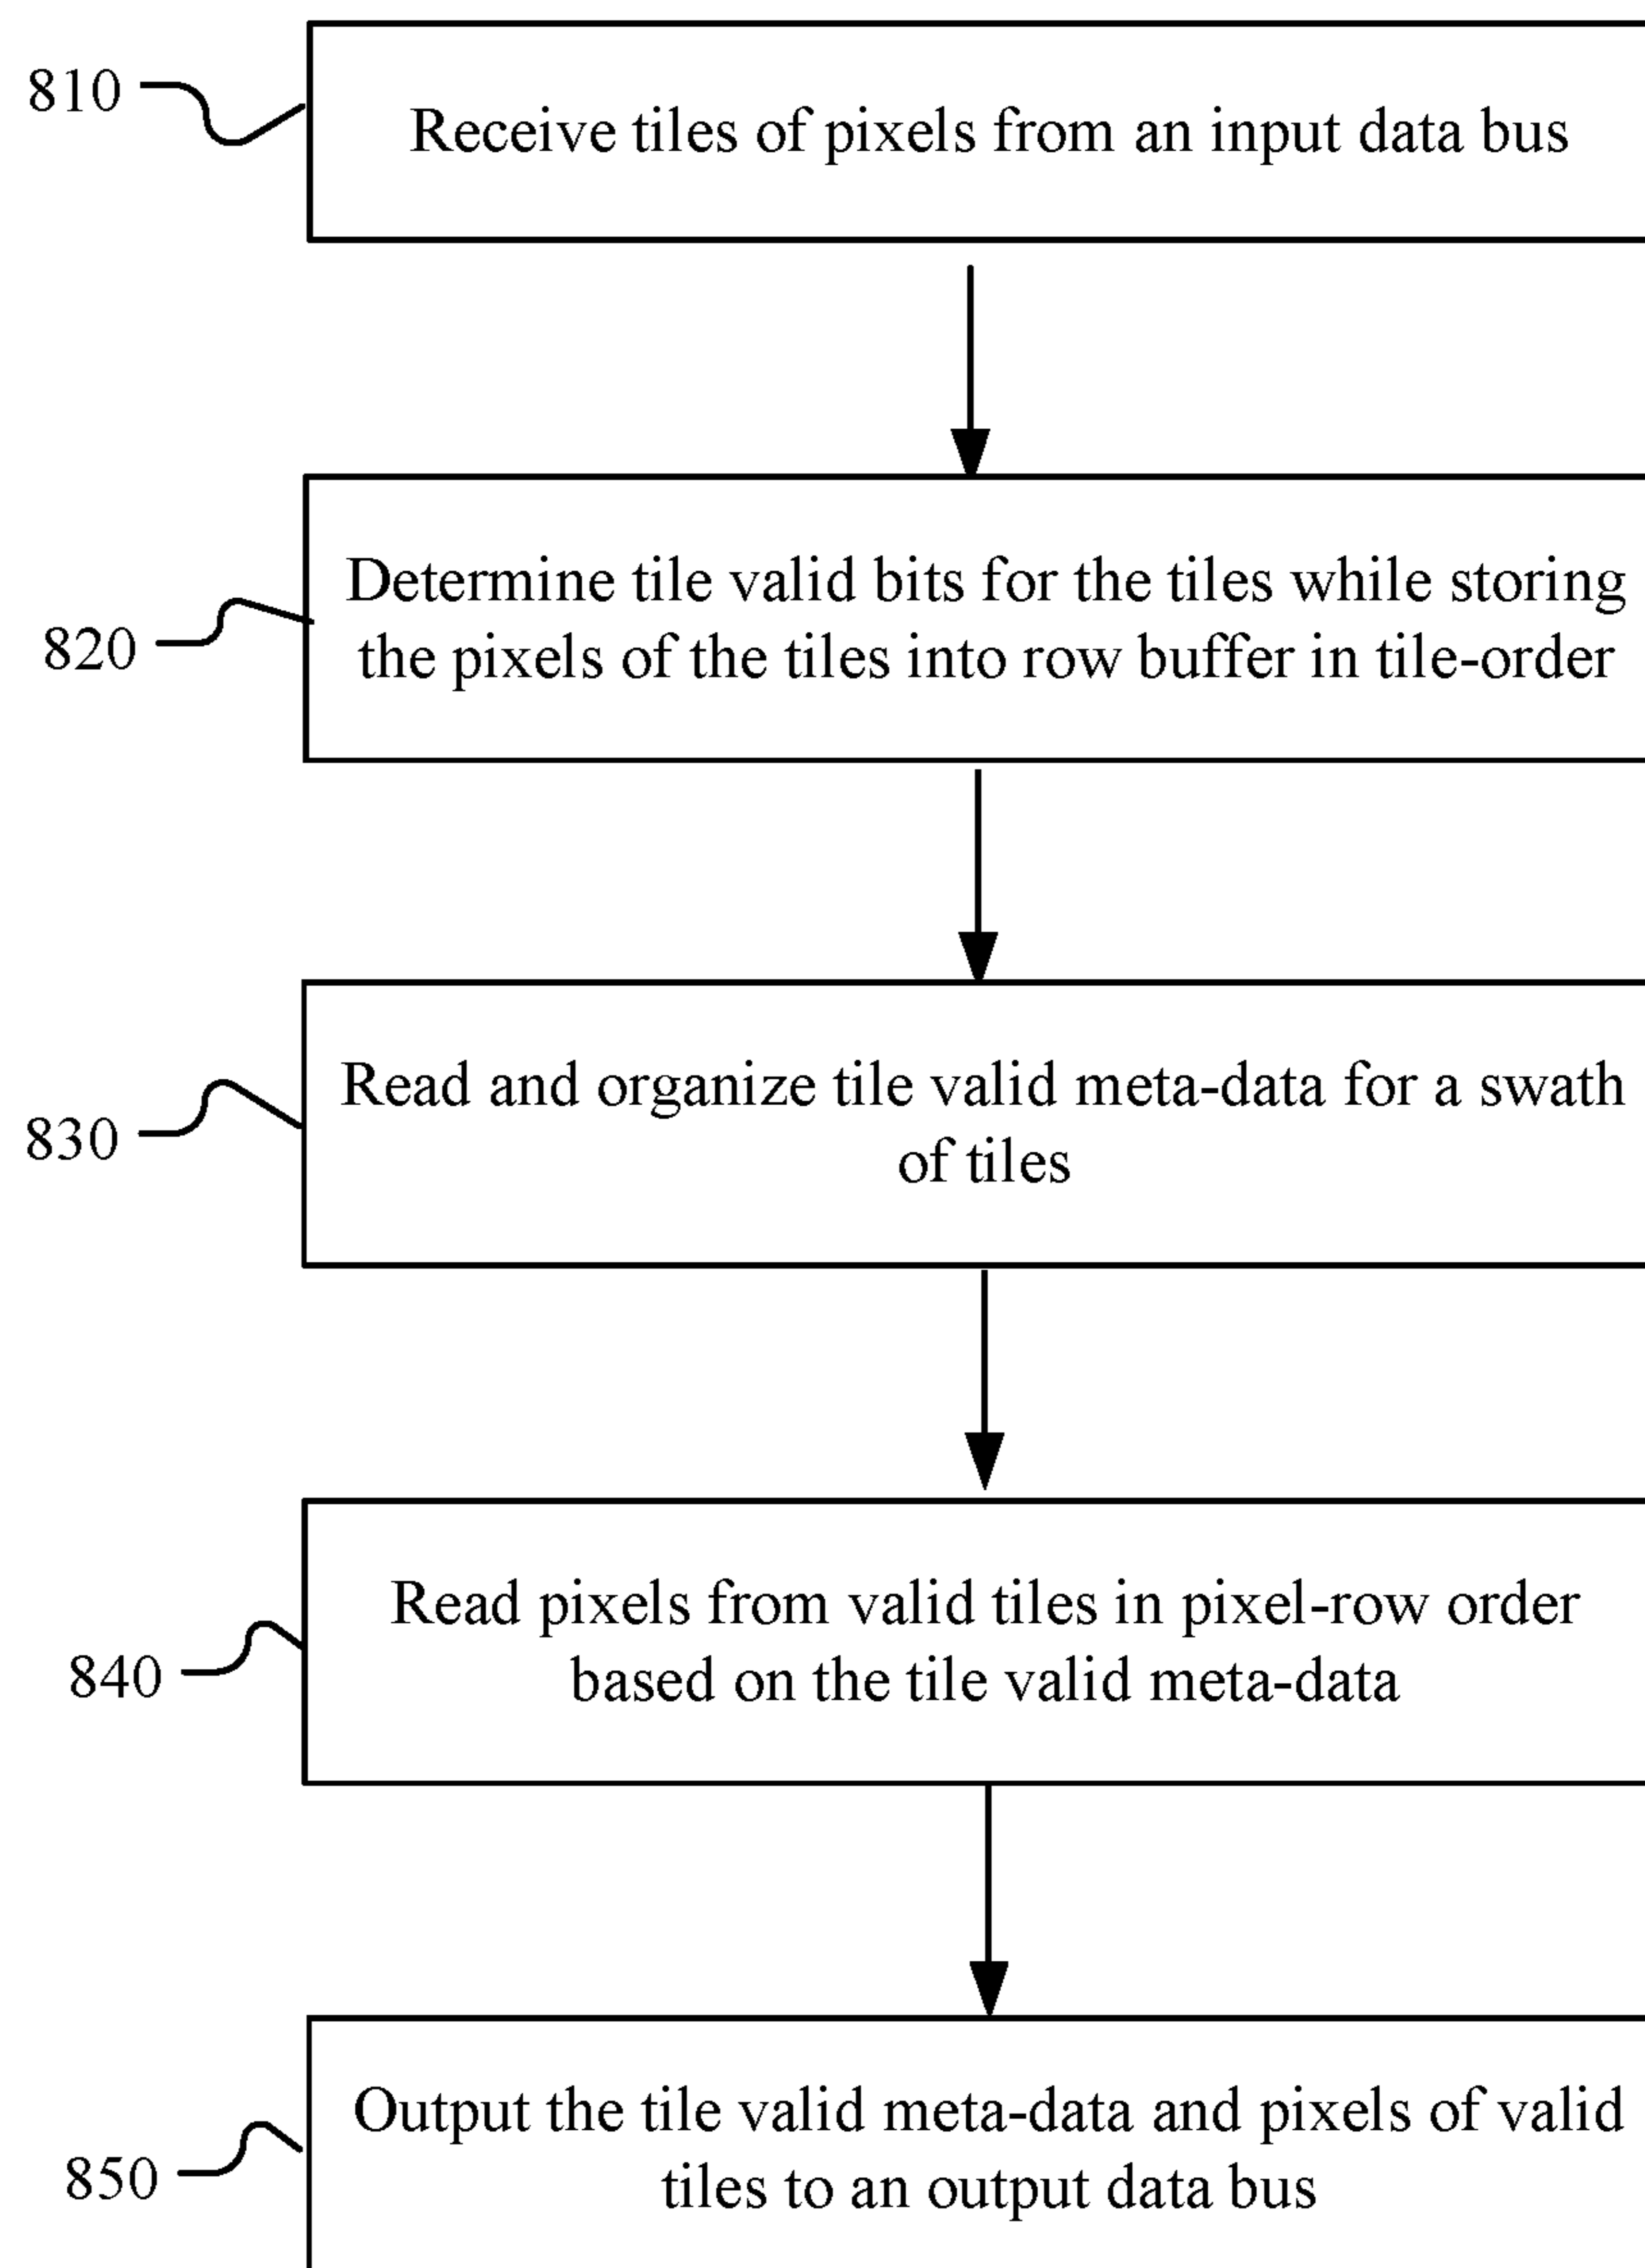 810
Receive tiles of pixels from an input data bus
Determine tile valid bits for the tiles while storing
820
the pixels of the tiles into row buffer in tile-order
Read and organize tile valid meta-data for a swath
830
of tiles
Read pixels from valid tiles in pixel-row order
840
based on the tile valid meta-data
Output the tile valid meta-data and pixels of valid
850
tiles to an output data bus